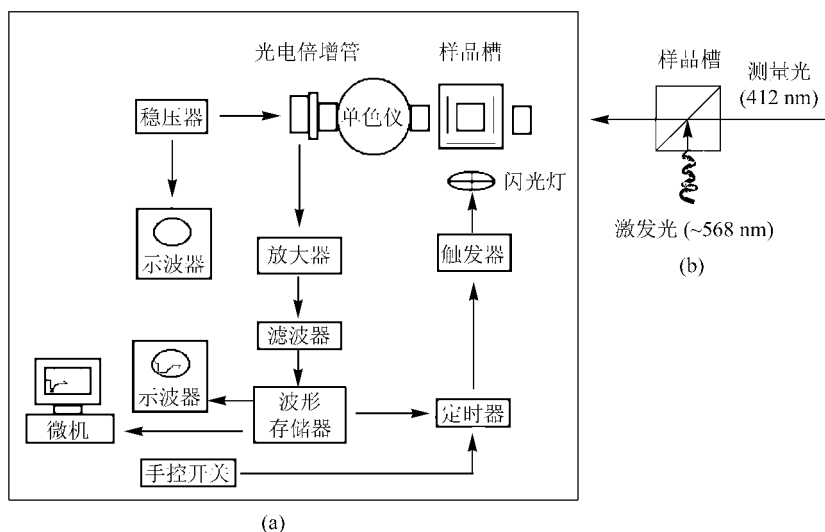 光电倍增管
样品槽
稳压器
单色仪
闪光灯
示波器
放大器
触发器
滤波器
示波器
微机
波形
存储器
定时器
手控开关
(a)
样品槽
测量光
(412 nm)
激发光 (~568 nm)
(b)